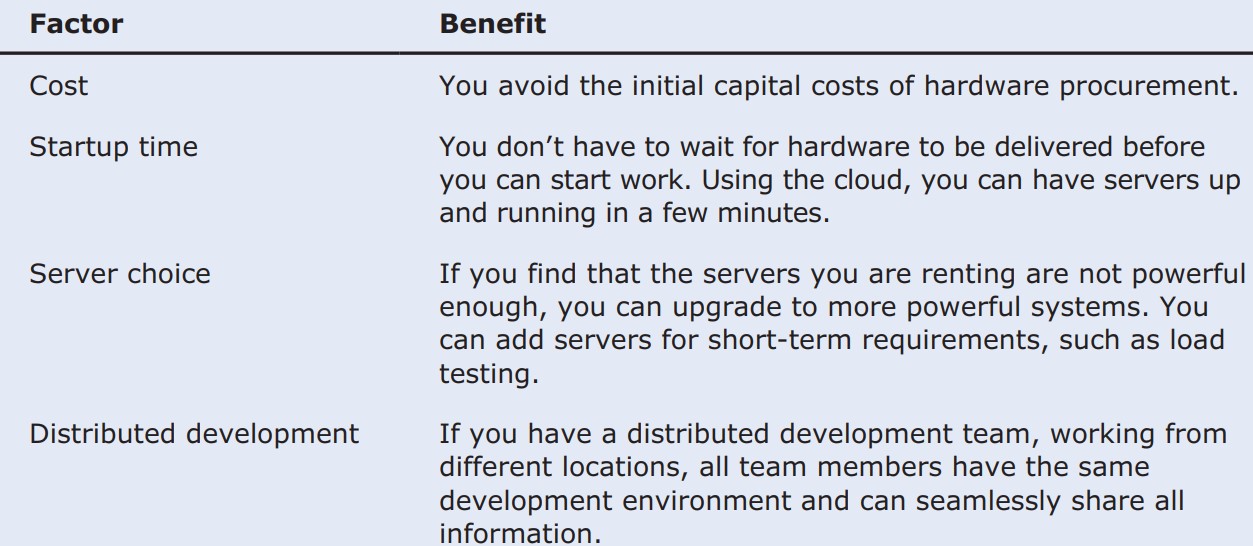 Factor Benefit
Cost You avoid the initial capital costs of hardware procurement.
Startup time You don’t have to wait for hardware to be delivered before
you can start work. Using the cloud, you can have servers up
and running in a few minutes.
Server choice If you find that the servers you are renting are not powerful
enough, you can upgrade to more powerful systems. You
can add servers for short-term requirements, such as load
testing.
Distributed development If you have a distributed development team, working from
different locations, all team members have the same
development environment and can seamlessly share all
information.